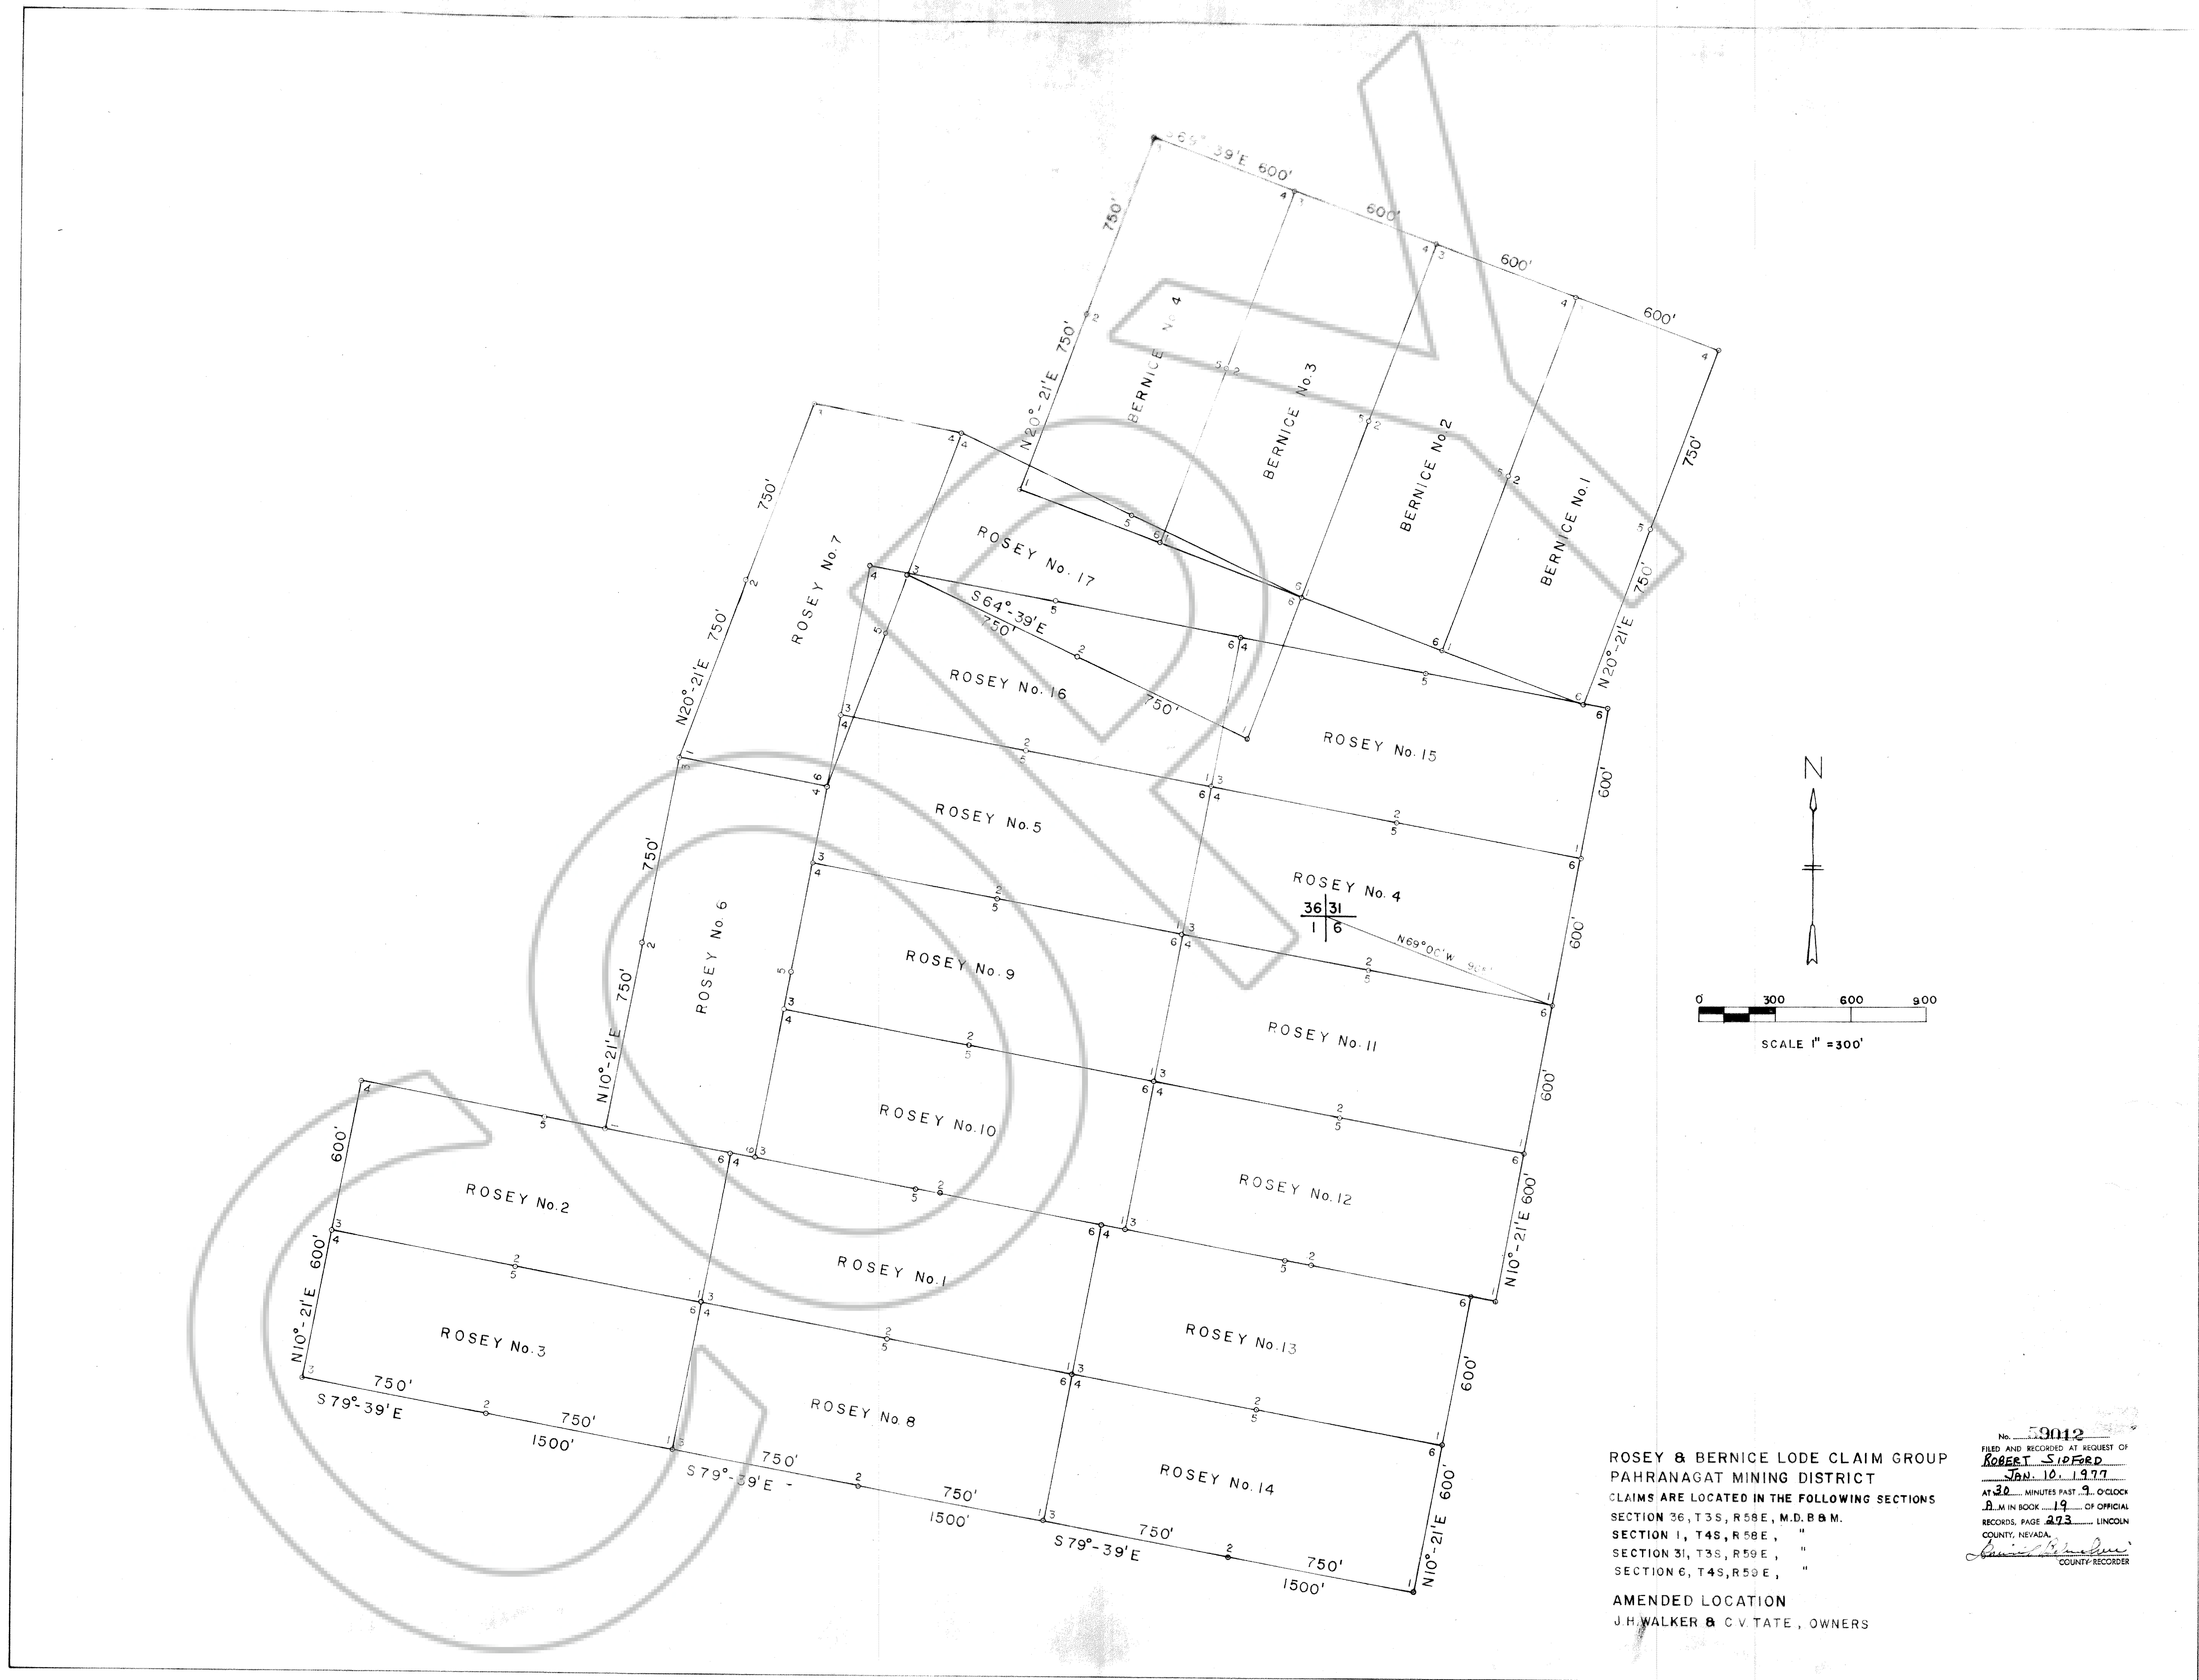 S69° 39'E 600'
600'
600'
600'
750'
750'
N20°-21'E
750'
750'
N20°-21'E
BERNICE No. 4
BERNICE No.3
BERNICE No.2
BERNICE No.1
750'
750'
N20°-21'E
ROSEY No. 7
ROSEY No. 17
S64°-39'E
750'
750'
ROSEY No. 16
ROSEY No. 15
600'
ROSEY No. 5
ROSEY No. 4
36 31
1 6
N69°00'W
600'
750'
750'
N10°-21'E
ROSEY No. 6
ROSEY No. 9
ROSEY No. 11
600'
ROSEY No. 10
ROSEY No. 12
N10°-21'E 600'
600'
ROSEY No. 2
ROSEY No. 1
ROSEY No. 13
600'
N10°-21'E 600'
ROSEY No. 3
ROSEY No. 8
ROSEY No. 14
N10°-21'E 600'
750'
S79°-39'E
750'
1500'
750'
S79°-39'E
750'
1500'
750'
S79°-39'E
750'
1500'
N
0 300 600 900
SCALE 1" = 300'
ROSEY & BERNICE LODE CLAIM GROUP
PAHRANAGAT MINING DISTRICT
CLAIMS ARE LOCATED IN THE FOLLOWING SECTIONS
SECTION 36, T3S, R58E, M.D.B&M.
SECTION 1, T4S, R58E, "
SECTION 31, T3S, R59E, "
SECTION 6, T4S, R59E, "
AMENDED LOCATION
J.H. WALKER & C.V. TATE, OWNERS
No. 59012
FILED AND RECORDED AT REQUEST OF
ROBERT SIDFORD
JAN. 10, 1977
AT 30 MINUTES PAST 9 O'CLOCK
A.M IN BOOK 19 OF OFFICIAL
RECORDS, PAGE 273 LINCOLN
COUNTY, NEVADA.
COUNTY RECORDER
COPY